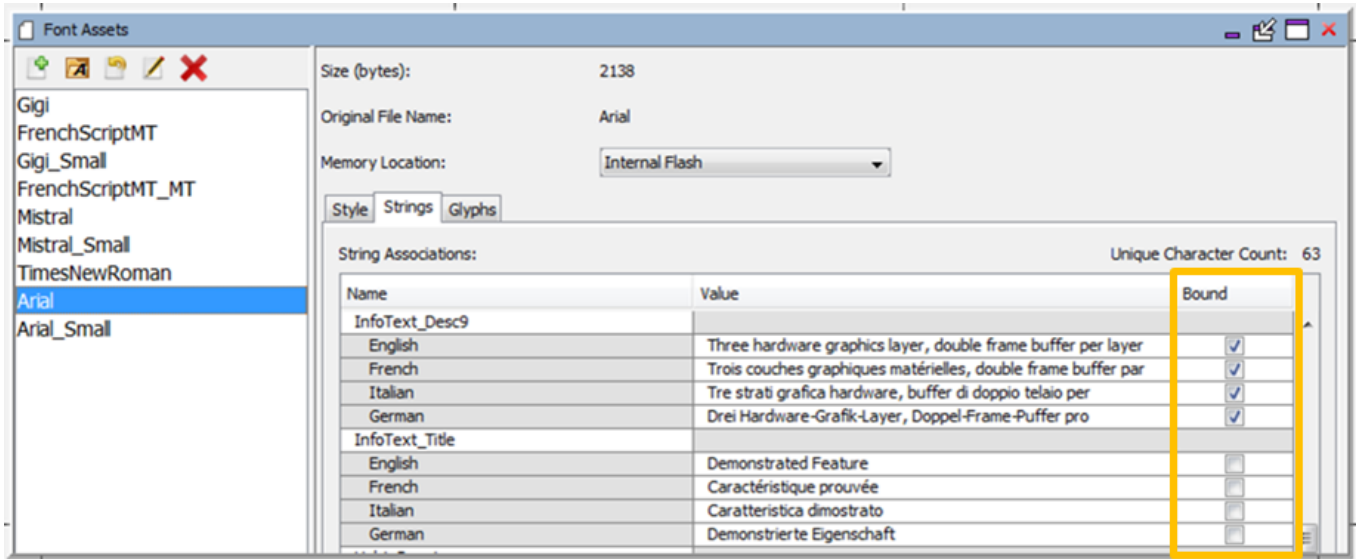 Font Assets
Size (bytes): 2138
Gigi
Original File Name: Arial
FrenchScriptMT
Gigi_Small
Memory Location: Internal Flash
FrenchScriptMT_MT
Mistral
Style Strings Glyphs
Mistral_Small
String Associations: Unique Character Count: 63
TimesNewRoman
Name Value Bound
Arial
InfoText_Desc9
Arial_Small
English Three hardware graphics layer, double frame buffer per layer
French Trois couches graphiques matérielles, double frame buffer par
Italian Tre strati grafica hardware, buffer di doppio telaio per
German Drei Hardware-Grafik-Layer, Doppel-Frame-Puffer pro
InfoText_Title
English Demonstrated Feature
French Caractéristique prouvée
Italian Caratteristica dimostrato
German Demonstrierte Eigenschaft